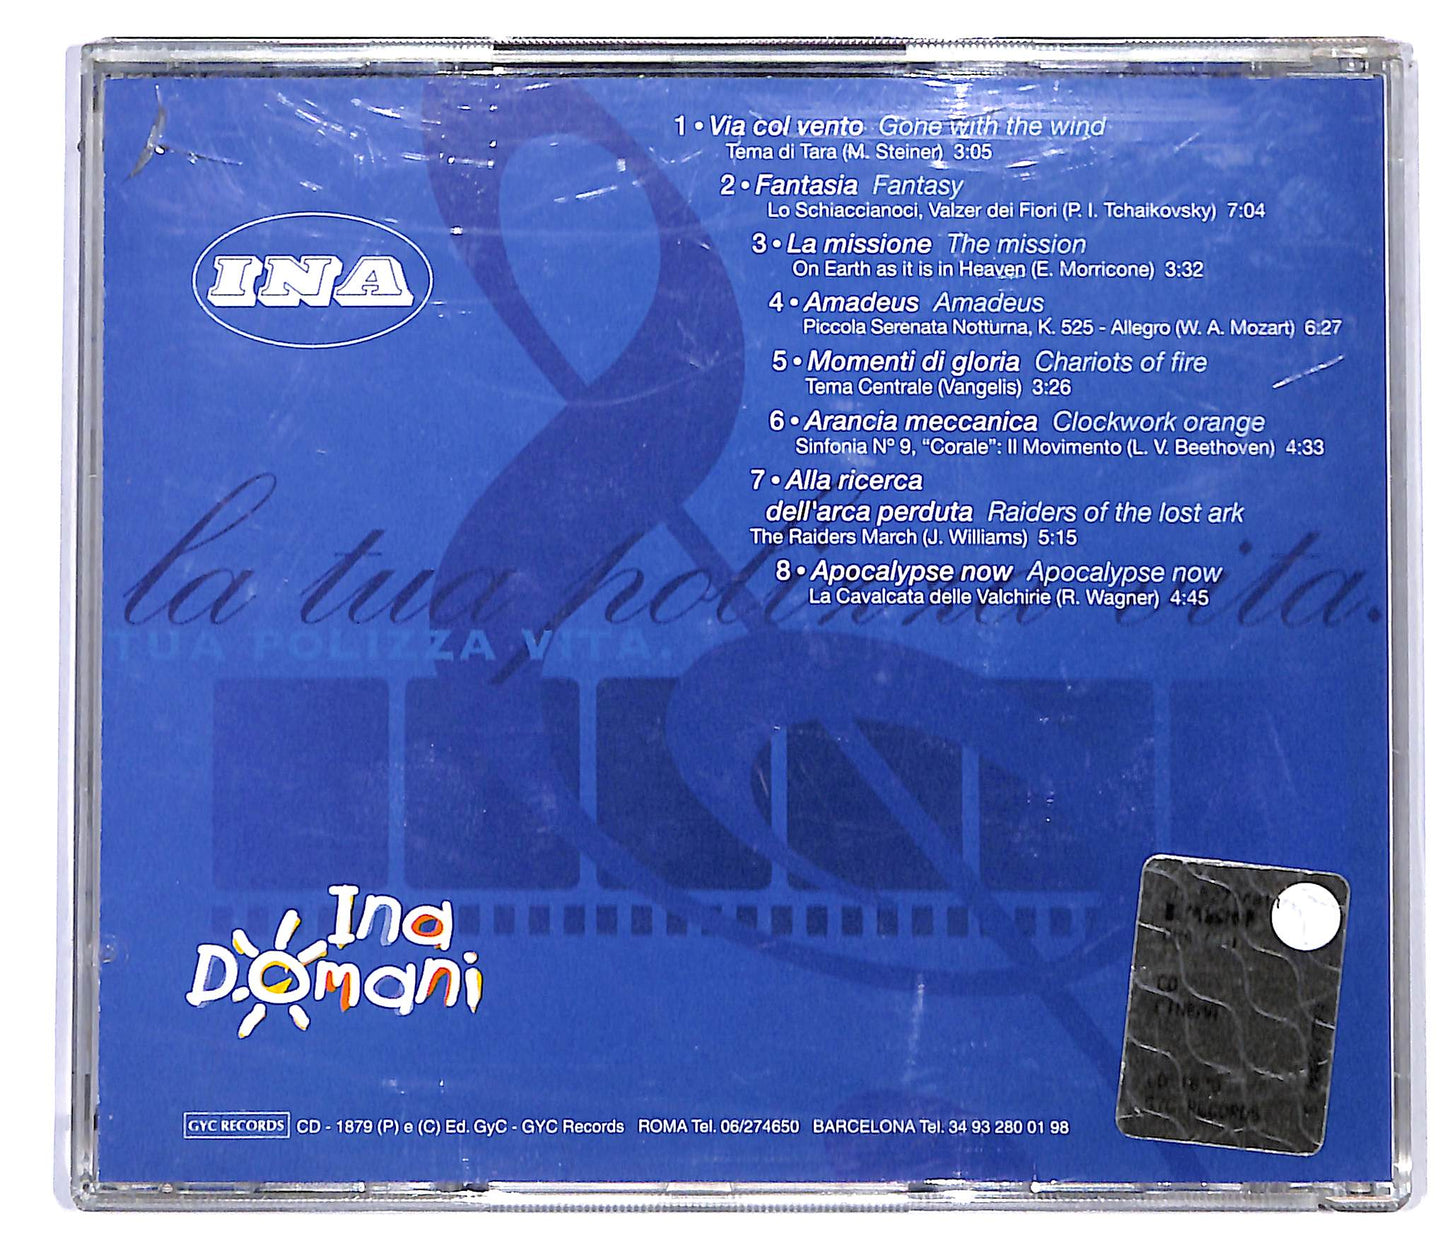 1 • Via col vento Gone with the wind
Tema di Tara (M. Steiner) 3:05
2 • Fantasia Fantasy
Lo Schiaccianoci, Valzer dei Fiori (P. I. Tchaikovsky) 7:04
3 • La missione The mission
On Earth as it is in Heaven (E. Morricone) 3:32
4 • Amadeus Amadeus
Piccola Serenata Notturna, K. 525 - Allegro (W. A. Mozart) 6:27
5 • Momenti di gloria Chariots of fire
Tema Centrale (Vangelis) 3:26
6 • Arancia meccanica Clockwork orange
Sinfonia Nº 9, “Corale”: II Movimento (L. V. Beethoven) 4:33
7 • Alla ricerca
dell'arca perduta Raiders of the lost ark
The Raiders March (J. Williams) 5:15
8 • Apocalypse now Apocalypse now
La Cavalcata delle Valchirie (R. Wagner) 4:45
INA
la tua polizza vita.
TUA POLIZZA VITA.
Ina
D.Omani
GYC RECORDS CD - 1879 (P) e (C) Ed. GyC - GYC Records ROMA Tel. 06/274650 BARCELONA Tel. 34 93 280 01 98
CD
GYC RECORDS